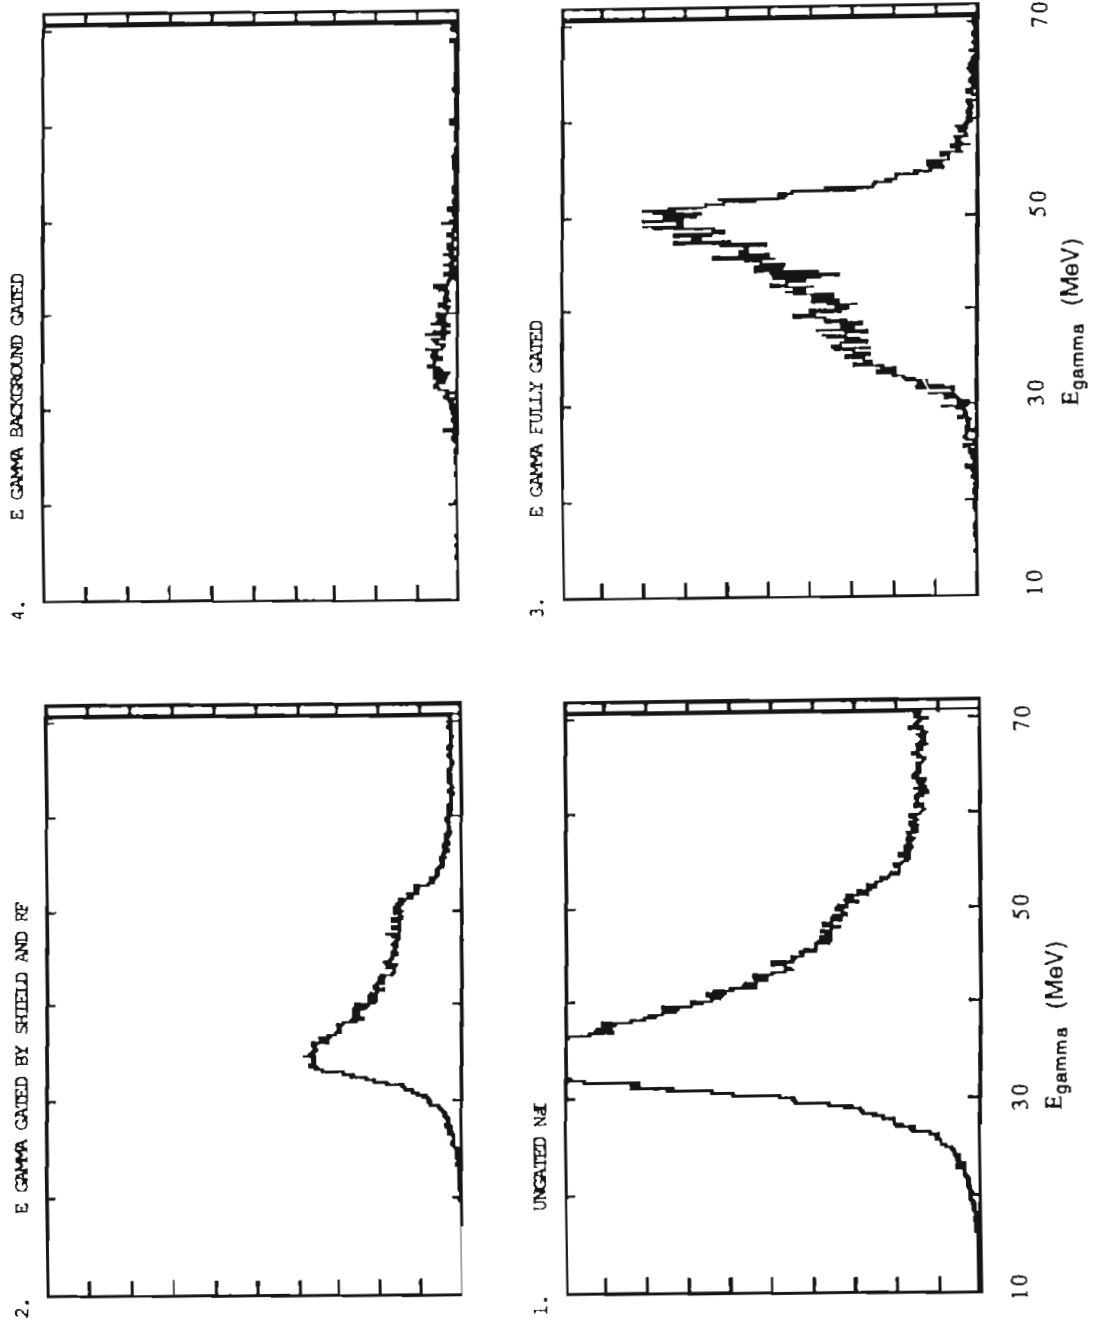 2. E GAMMA GATED BY SHIELD AND RF
4. E GAMMA BACKGROUND GATED
1. UNGATED NaI
10 30 50 70
Egamma (MeV)
3. E GAMMA FULLY GATED
10 30 50 70
Egamma (MeV)